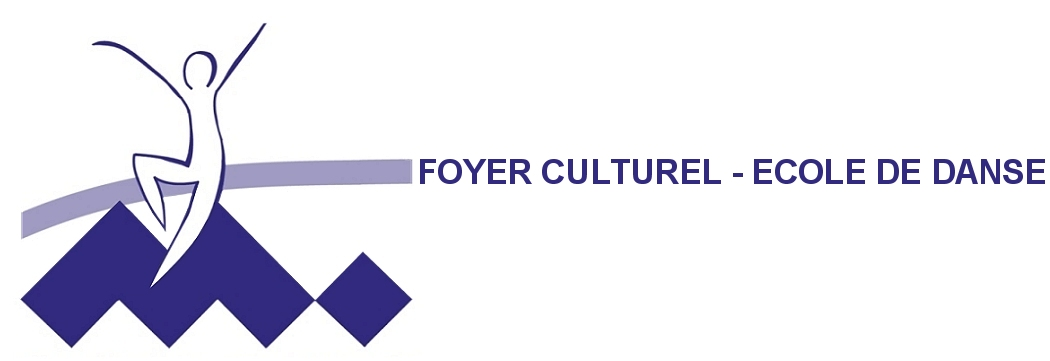 FOYER CULTUREL - ECOLE DE DANSE